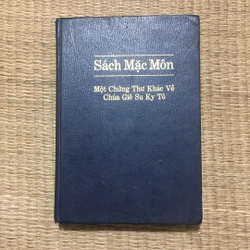 Sách Mặc Môn
Một Chứng Thư Khác Về
Chúa Giê Su Ky Tô